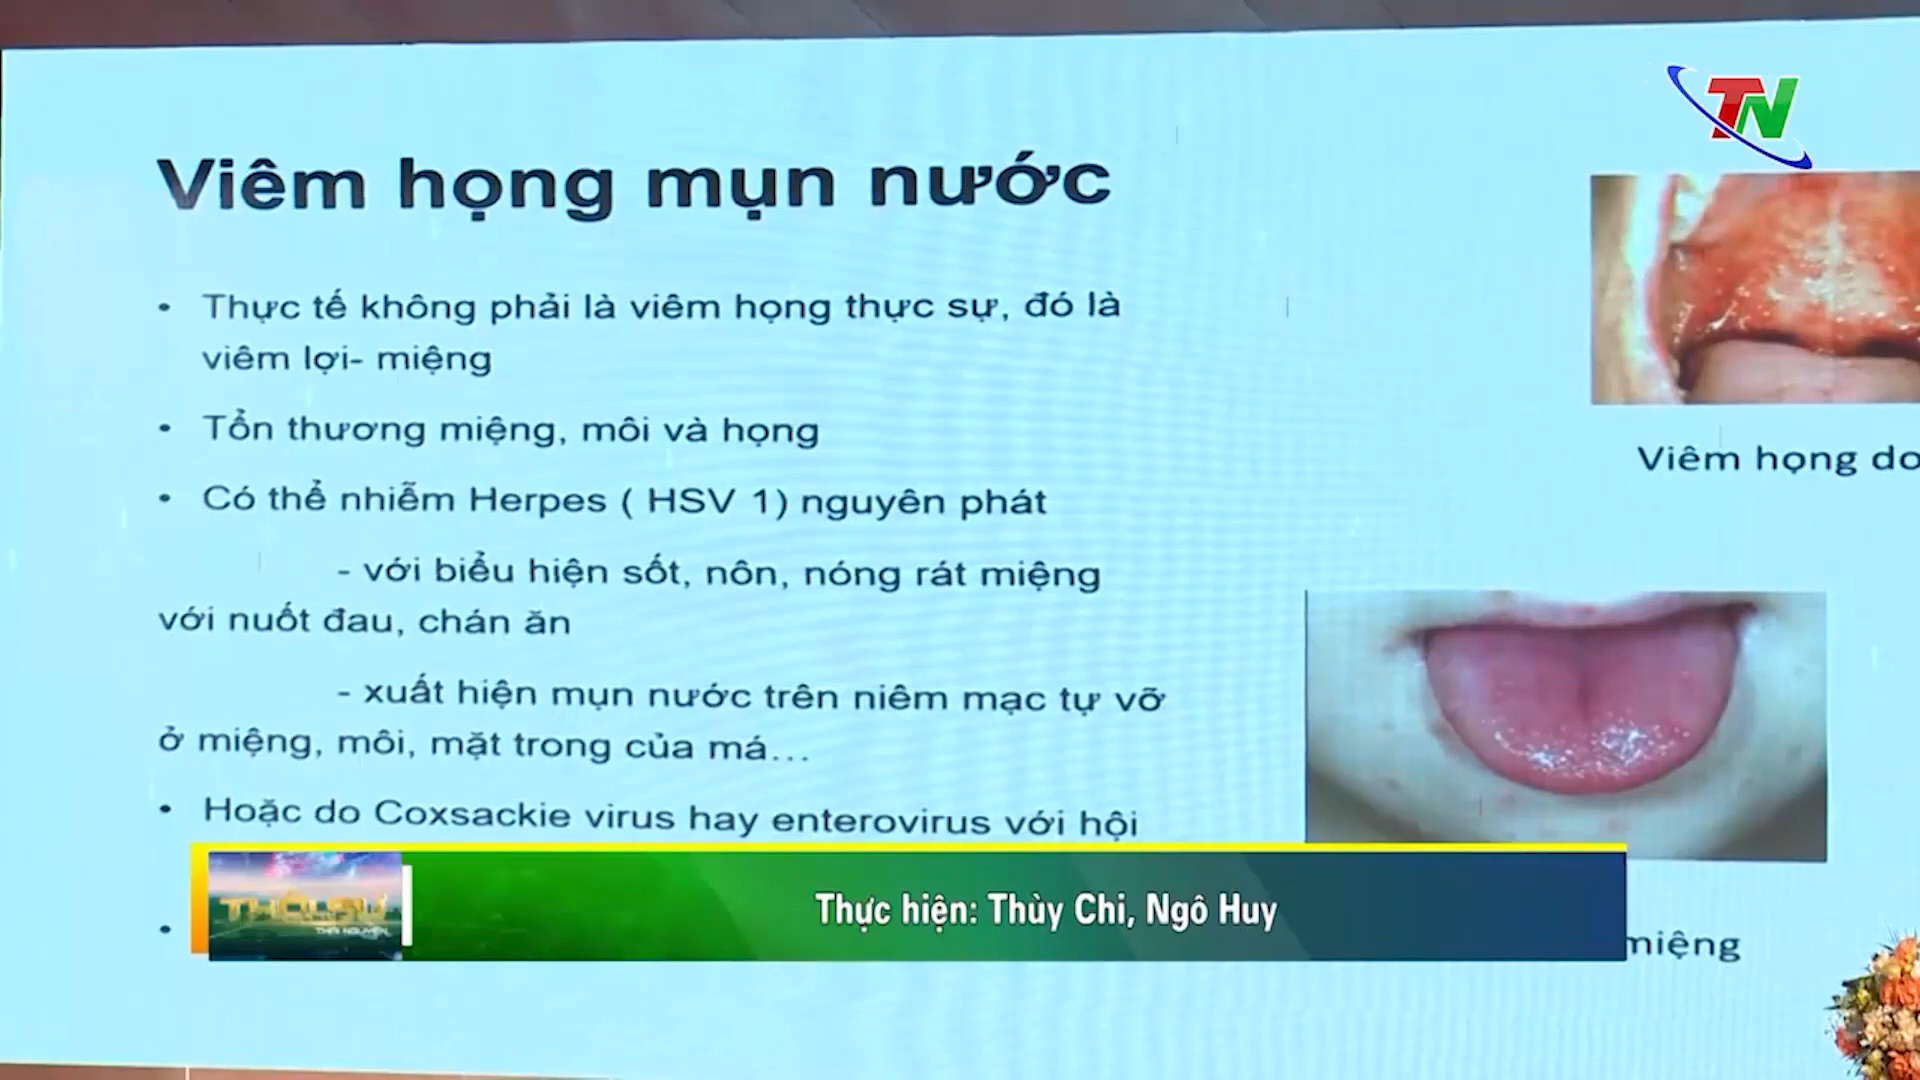 TN
Viêm họng mụn nước
• Thực tế không phải là viêm họng thực sự, đó là
viêm lợi- miệng
• Tổn thương miệng, môi và họng
• Có thể nhiễm Herpes ( HSV 1) nguyên phát
- với biểu hiện sốt, nôn, nóng rát miệng
với nuốt đau, chán ăn
- xuất hiện mụn nước trên niêm mạc tự vỡ
ở miệng, môi, mặt trong của má...
• Hoặc do Coxsackie virus hay enterovirus với hội
Viêm họng do
miệng
THỜI SỰ
THÁI NGUYÊN
Thực hiện: Thùy Chi, Ngô Huy